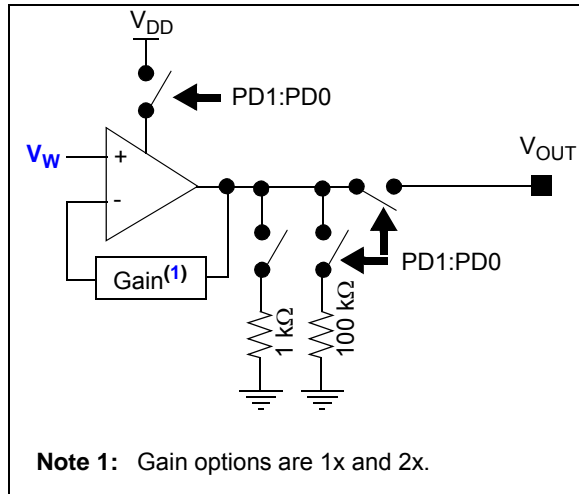 VDD
PD1:PD0
VW
+
-
VOUT
Gain(1)
PD1:PD0
1 kΩ
100 kΩ
Note 1: Gain options are 1x and 2x.